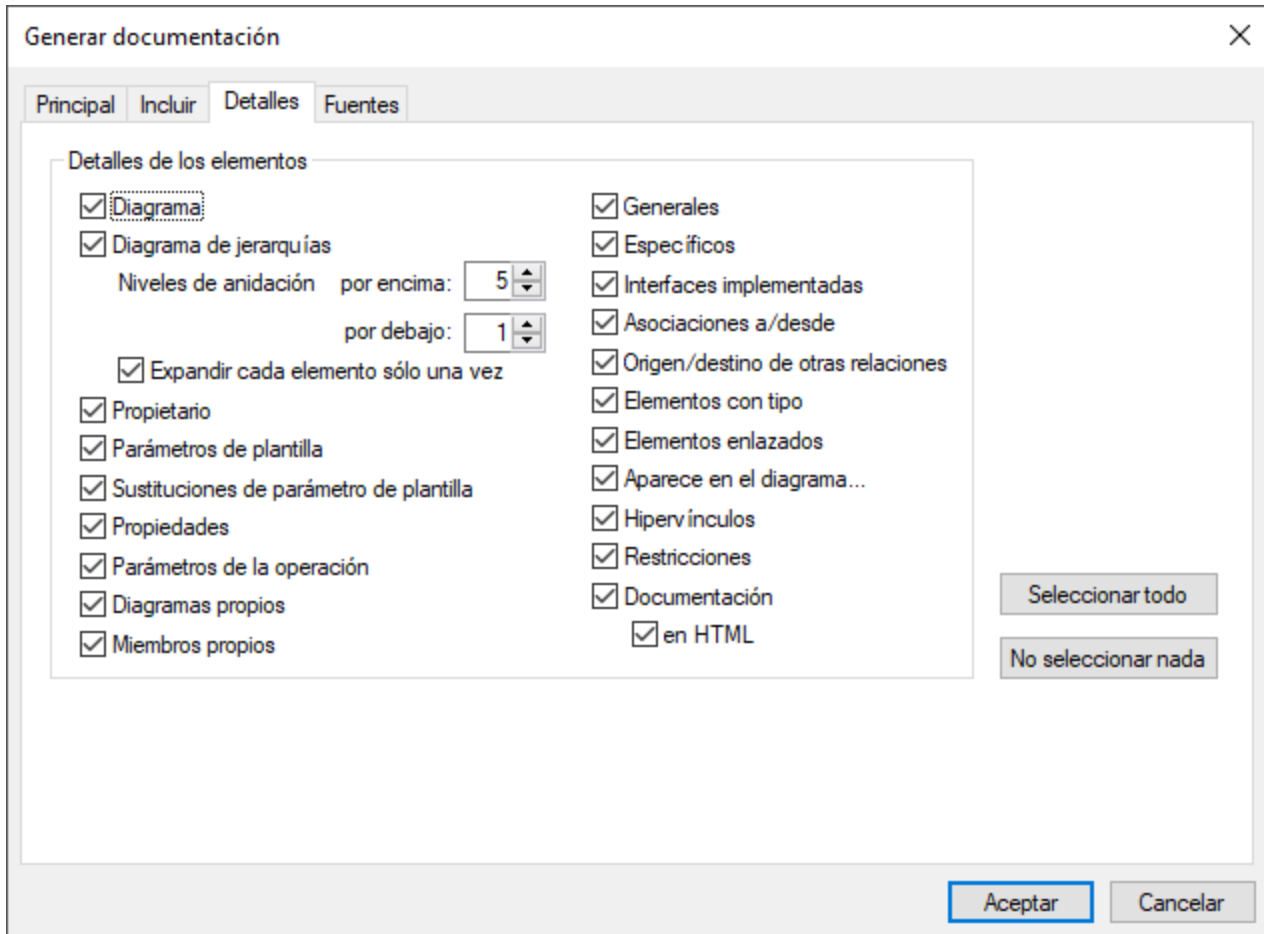 Generar documentación
Principal Incluir Detalles Fuentes
Detalles de los elementos
Diagrama
Diagrama de jerarquías
Niveles de anidación por encima: 5
por debajo: 1
Expandir cada elemento sólo una vez
Propietario
Parámetros de plantilla
Sustituciones de parámetro de plantilla
Propiedades
Parámetros de la operación
Diagramas propios
Miembros propios
Generales
Específicos
Interfaces implementadas
Asociaciones a/desde
Origen/destino de otras relaciones
Elementos con tipo
Elementos enlazados
Aparece en el diagrama...
Hipervínculos
Restricciones
Documentación
en HTML
Seleccionar todo
No seleccionar nada
Aceptar Cancelar